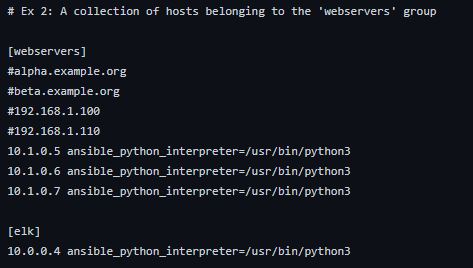 # Ex 2: A collection of hosts belonging to the 'webservers' group
[webservers]
#alpha.example.org
#beta.example.org
#192.168.1.100
#192.168.1.110
10.1.0.5 ansible_python_interpreter=/usr/bin/python3
10.1.0.6 ansible_python_interpreter=/usr/bin/python3
10.1.0.7 ansible_python_interpreter=/usr/bin/python3
[elk]
10.0.0.4 ansible_python_interpreter=/usr/bin/python3